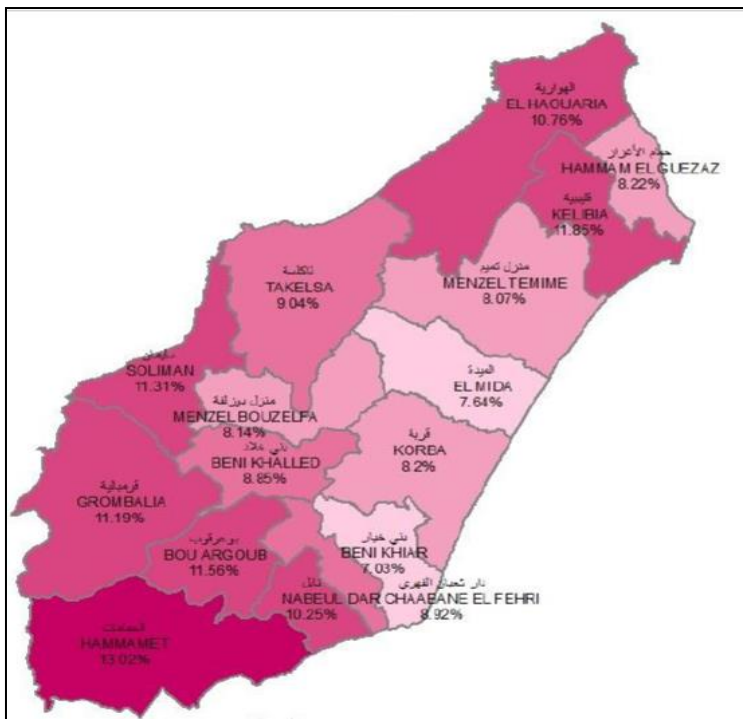 الهوارية
EL HAOUARIA
10.76%
حمام الأغزاز
HAMMAM EL GUEZAZ
8.22%
قليبية
KELIBIA
11.85%
منزل تميم
MENZEL TEMIME
8.07%
تاكلسة
TAKELSA
9.04%
سليمان
SOLIMAN
11.31%
الميدة
EL MIDA
7.64%
منزل بوزلفة
MENZEL BOUZELFA
8.14%
قربة
KORBA
8.2%
بني خلاد
BENI KHALLED
8.85%
قرمبالية
GROMBALIA
11.19%
بوعرقوب
BOU ARGOUB
11.56%
بني خيار
BENI KHIAR
7.03%
نابل
NABEUL
10.25%
دار شعبان الفهري
DAR CHAABANE EL FEHRI
8.92%
الحمامات
HAMMAMET
13.02%